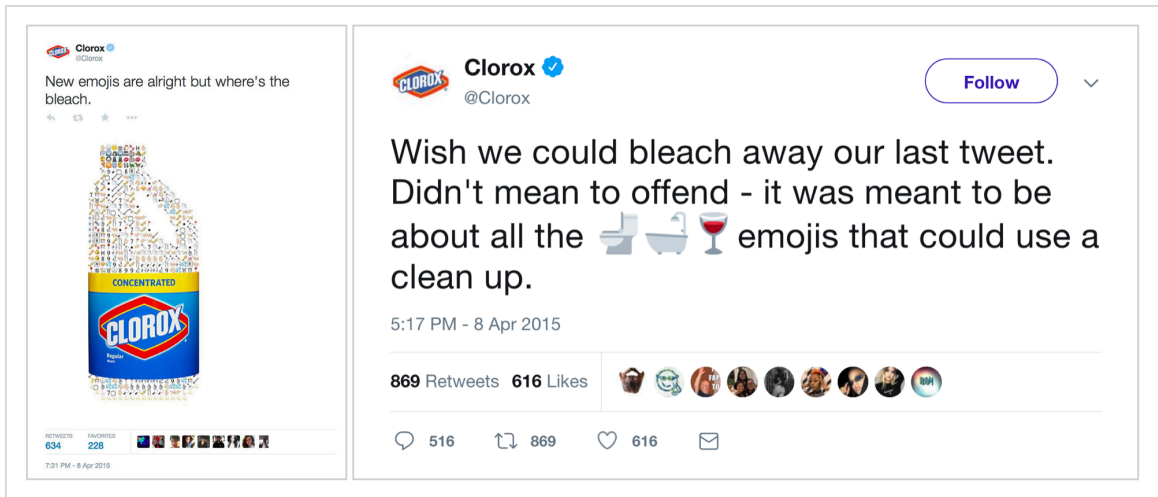 Clorox
@Clorox
New emojis are alright but where's the
bleach.
CONCENTRATED
CLOROX
Regular
RETWEETS FAVORITES
634 228
7:31 PM - 8 Apr 2015
CLOROX
Clorox
@Clorox
Follow
Wish we could bleach away our last tweet.
Didn't mean to offend - it was meant to be
about all the 🚽🛁🍷 emojis that could use a
clean up.
5:17 PM - 8 Apr 2015
869 Retweets 616 Likes
516 869 616